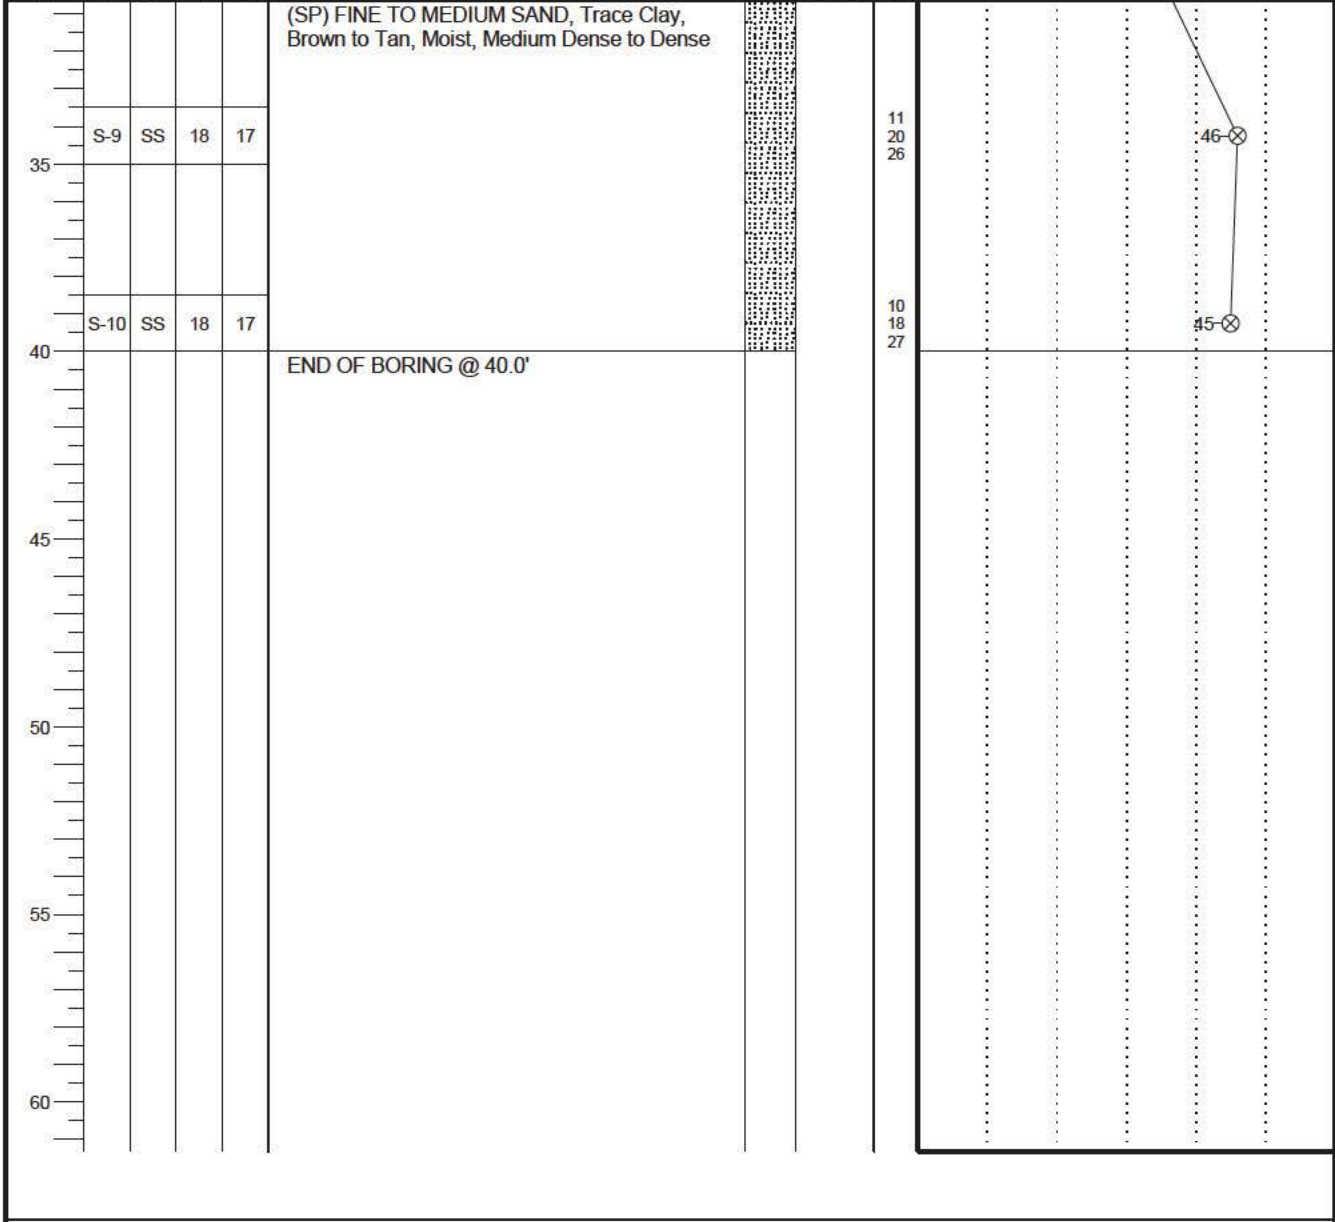 (SP) FINE TO MEDIUM SAND, Trace Clay,
Brown to Tan, Moist, Medium Dense to Dense
11
S-9 SS 18 17 20 46
26
35
10
S-10 SS 18 17 18 45
27
40
END OF BORING @ 40.0'
45
50
55
60